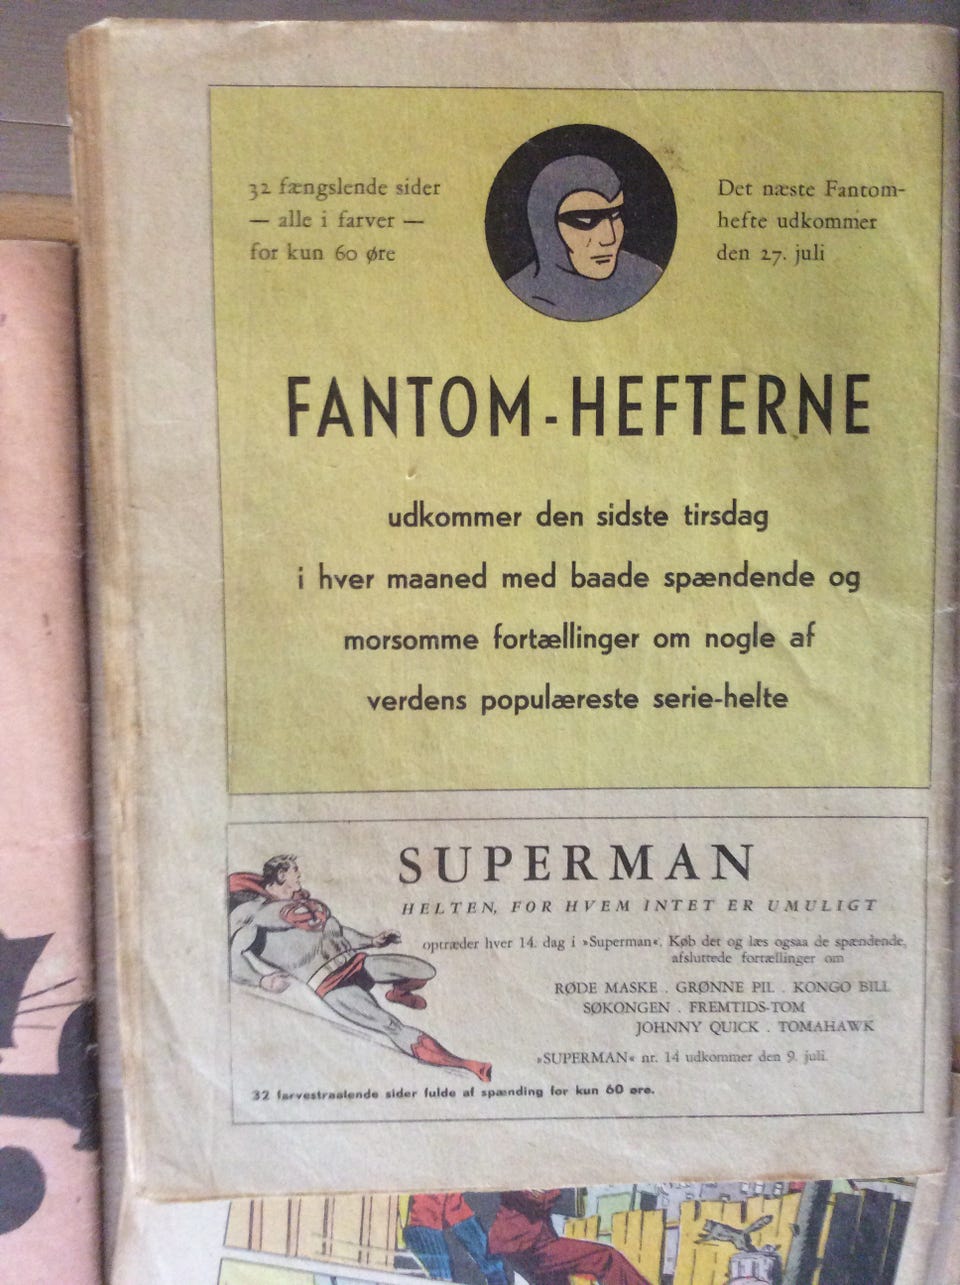 32 fængslende sider
— alle i farver —
for kun 60 øre
Det næste Fantom-
hefte udkommer
den 27. juli
FANTOM-HEFTERNE
udkommer den sidste tirsdag
i hver maaned med baade spændende og
morsomme fortællinger om nogle af
verdens populæreste serie-helte
SUPERMAN
HELTEN, FOR HVEM INTET ER UMULIGT
optræder hver 14. dag i »Superman«. Køb det og læs ogsaa de spændende,
afsluttede fortællinger om
RØDE MASKE . GRØNNE PIL . KONGO BILL
SØKONGEN . FREMTIDS-TOM
JOHNNY QUICK . TOMAHAWK
»SUPERMAN« nr. 14 udkommer den 9. juli.
32 farvestraalende sider fulde af spænding for kun 60 øre.